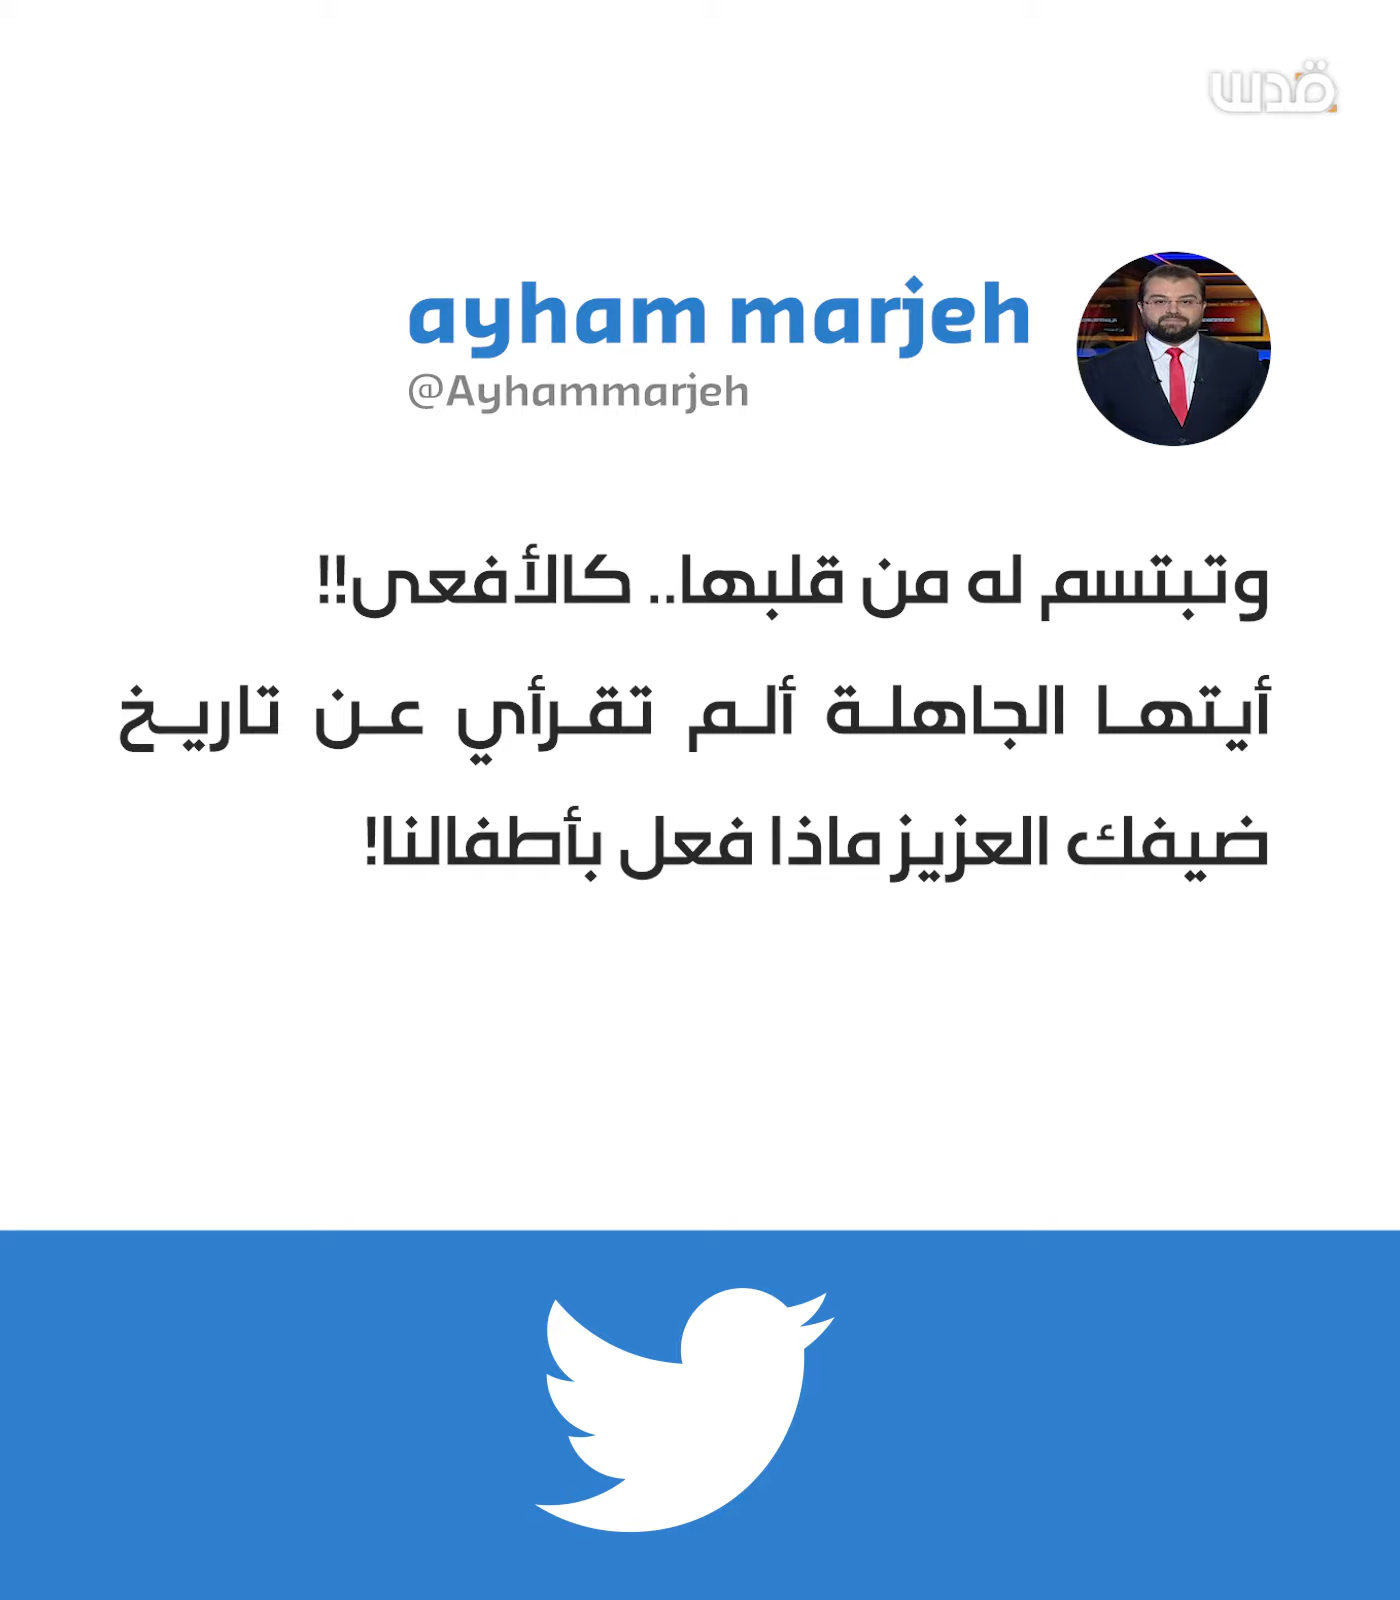 قدس
ayham marjeh
@Ayhammarjeh
وتبتسم له من قلبها.. كالأفعى!!
أيتها الجاهلة ألم تقرأي عن تاريخ
ضيفك العزيز ماذا فعل بأطفالنا!